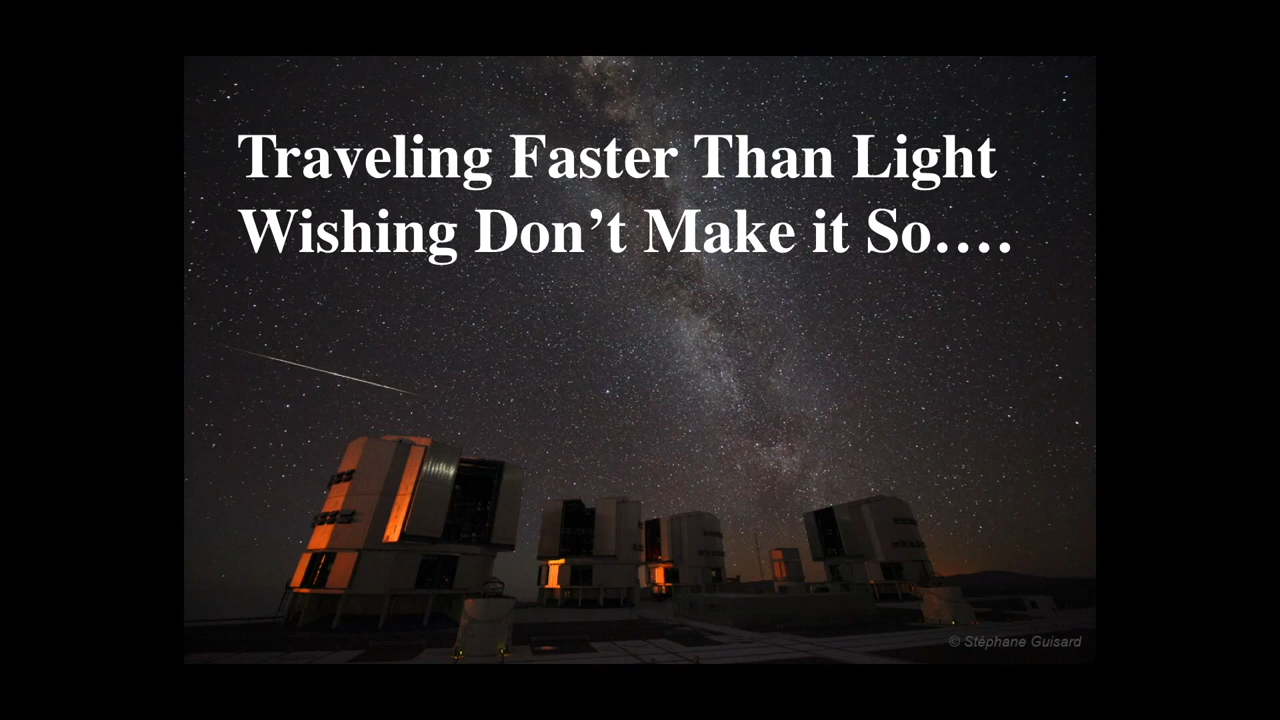 Traveling Faster Than Light
Wishing Don’t Make it So….
© Stéphane Guisard